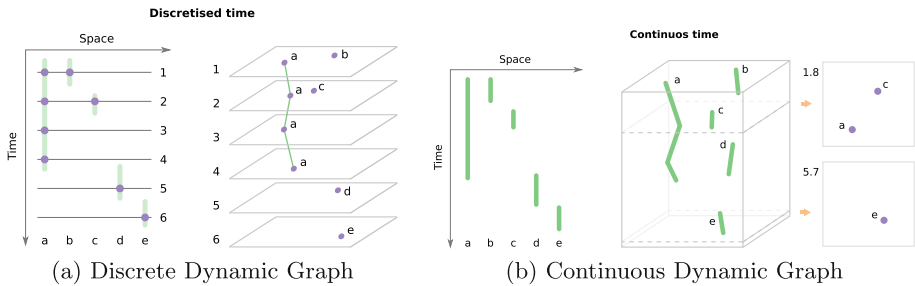 Discretised time
Space
Time
1
2
3
4
5
6
a b c d e
1
2
3
4
5
6
a
b
a
c
a
a
d
e
(a) Discrete Dynamic Graph
Continuos time
Space
Time
a b c d e
a
b
c
d
e
1.8
c
a
5.7
e
(b) Continuous Dynamic Graph